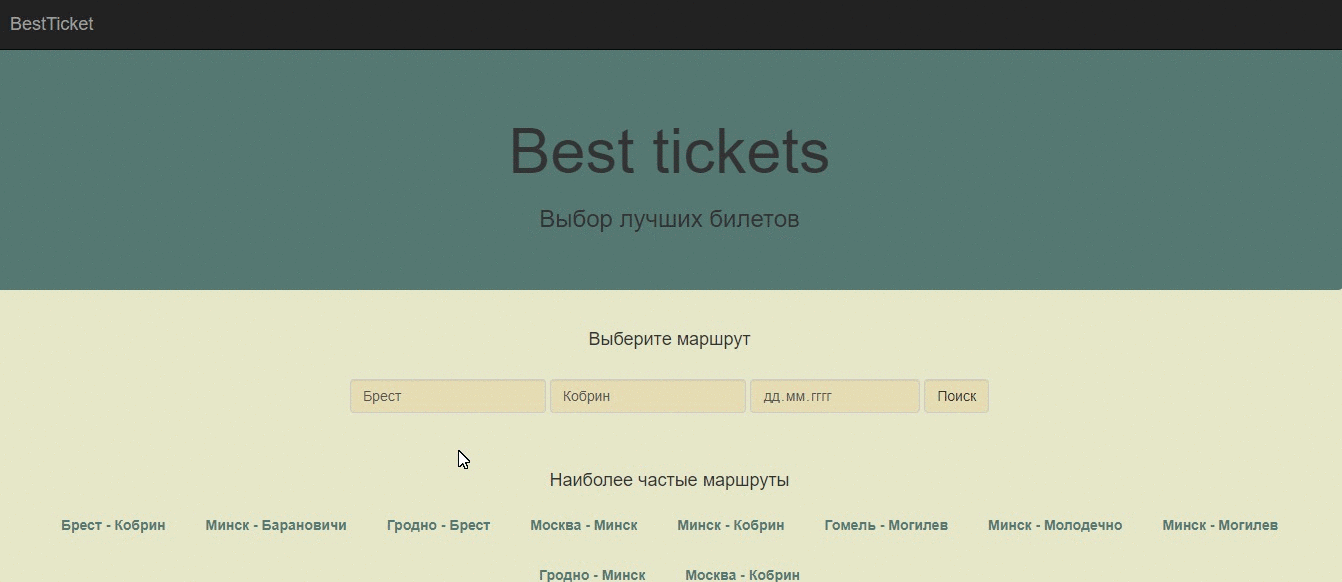 BestTicket
Best tickets
Выбор лучших билетов
Выберите маршрут
Брест Кобрин дд.мм.гггг Поиск
Наиболее частые маршруты
Брест - Кобрин Минск - Барановичи Гродно - Брест Москва - Минск Минск - Кобрин Гомель - Могилев Минск - Молодечно Минск - Могилев
Гродно - Минск Москва - Кобрин